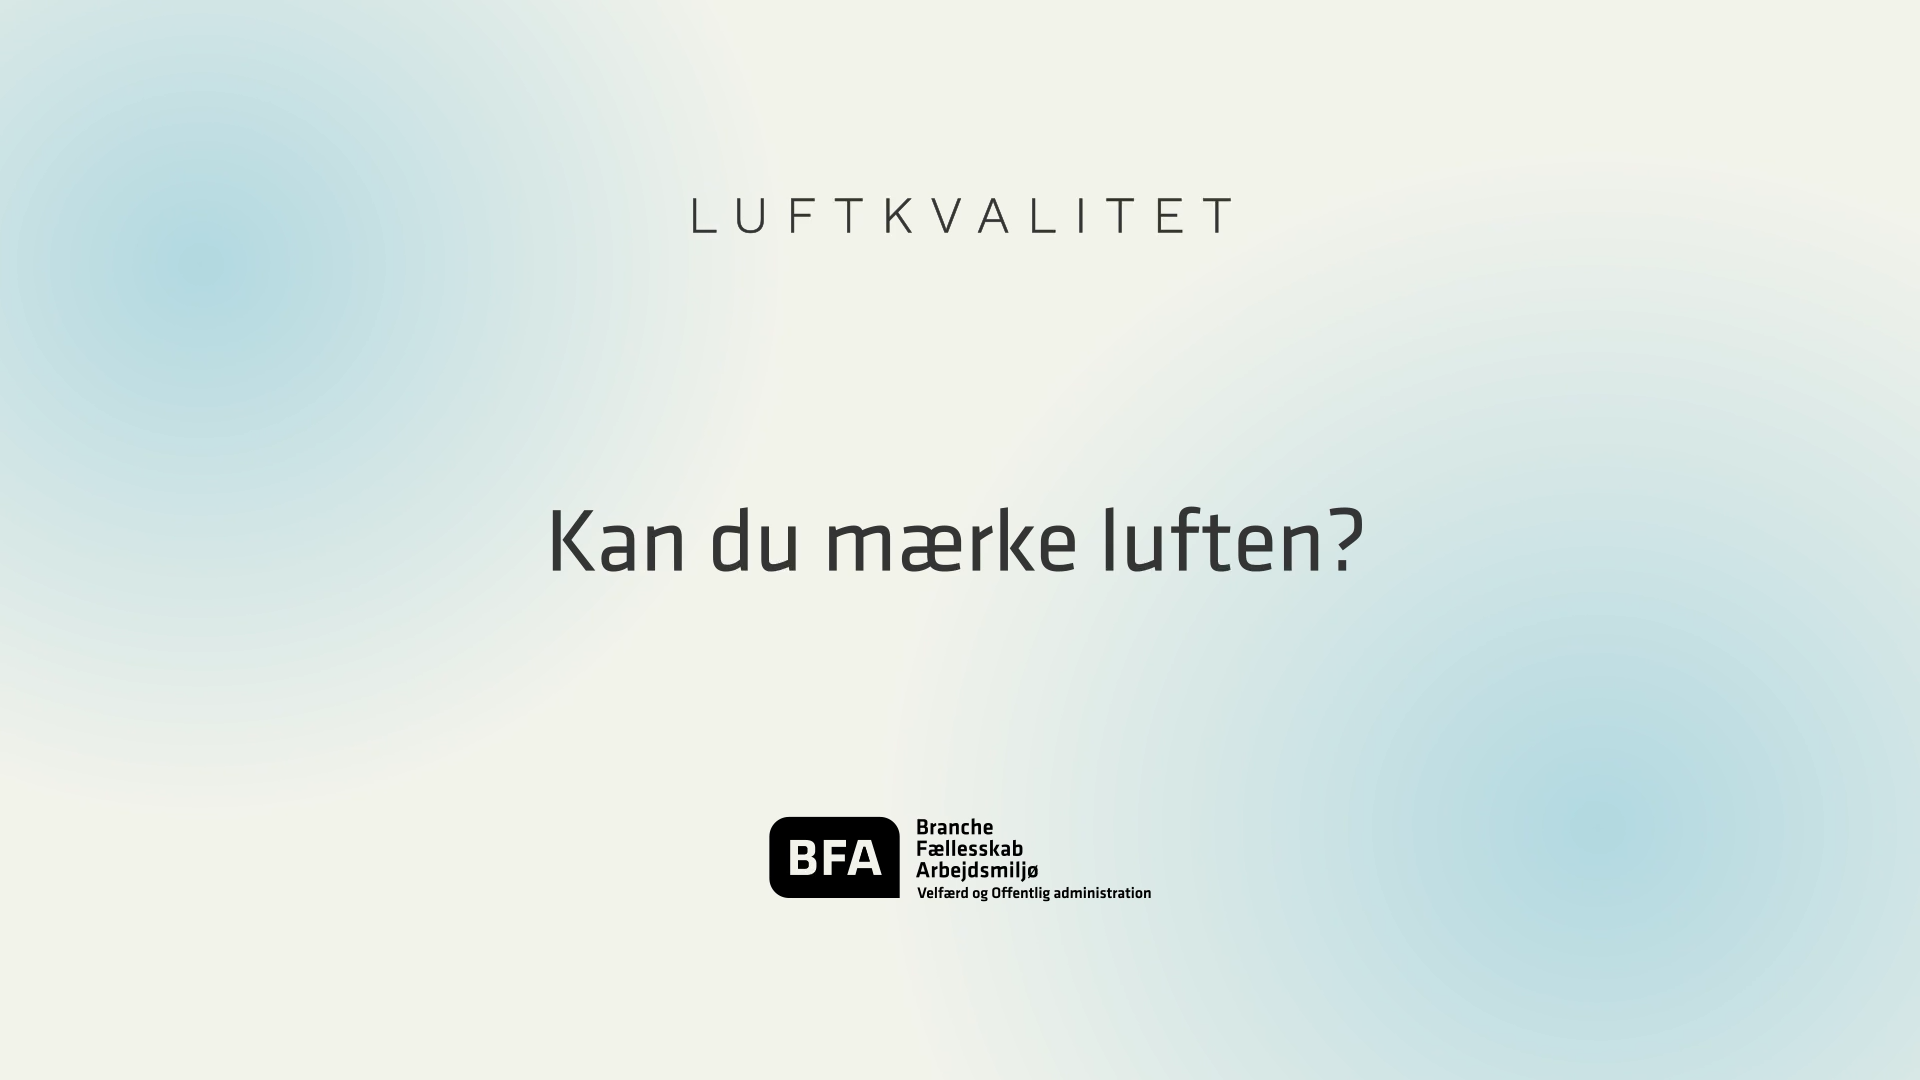 LUFTKVALITET
Kan du mærke luften?
BFA
Branche
Fællesskab
Arbejdsmiljø
Velfærd og Offentlig administration